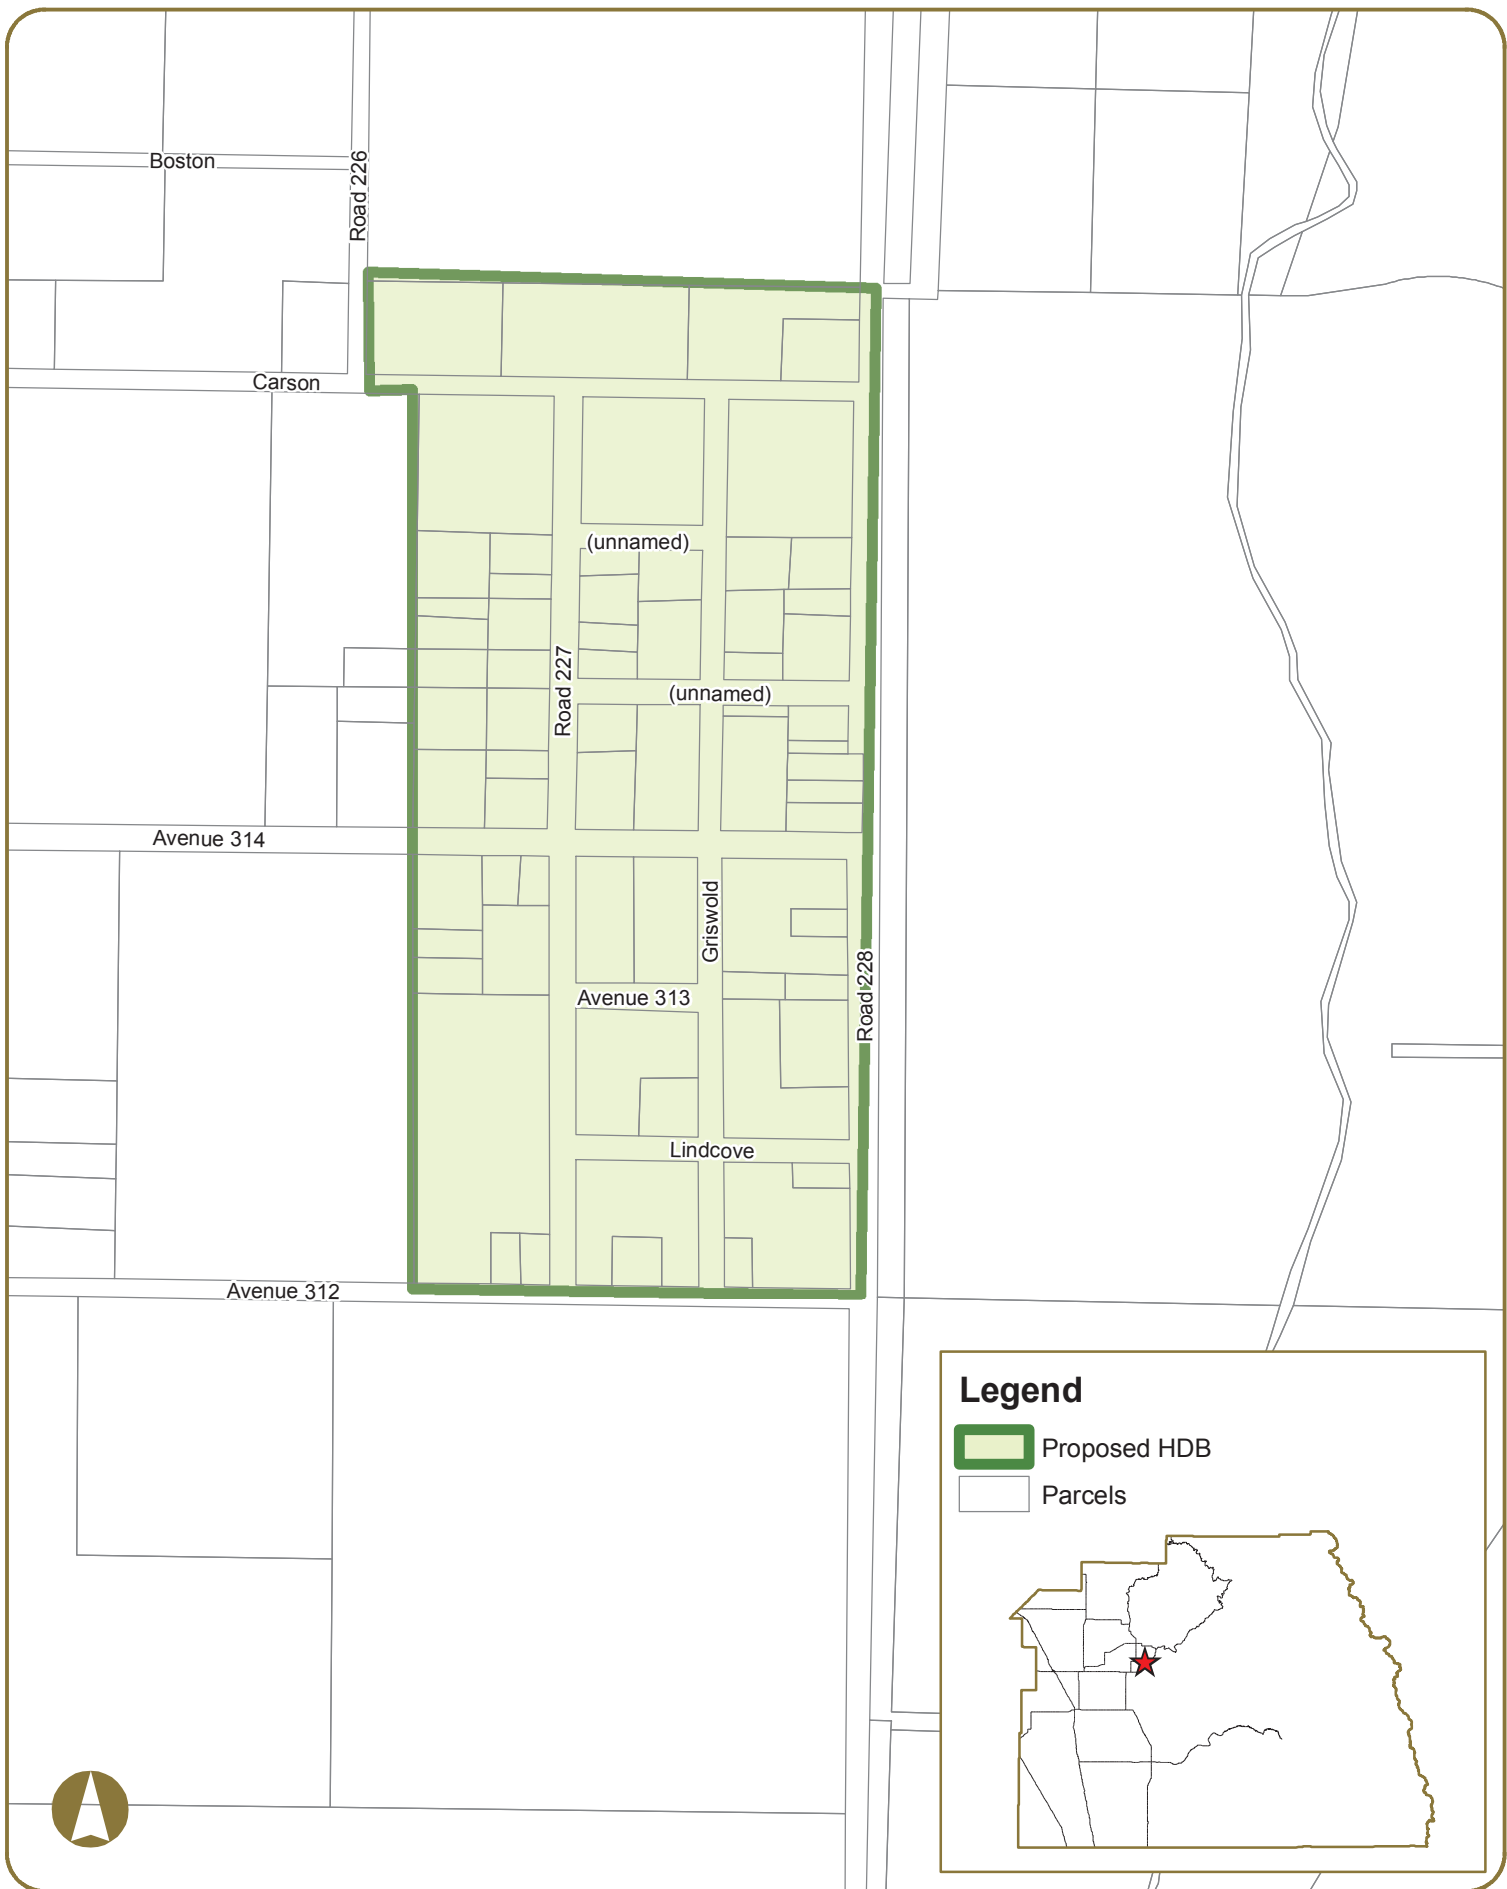 Boston
Road 226
Carson
(unnamed)
Road 227
(unnamed)
Avenue 314
Griswold
Road 228
Avenue 313
Lindcove
Avenue 312
Legend
Proposed HDB
Parcels